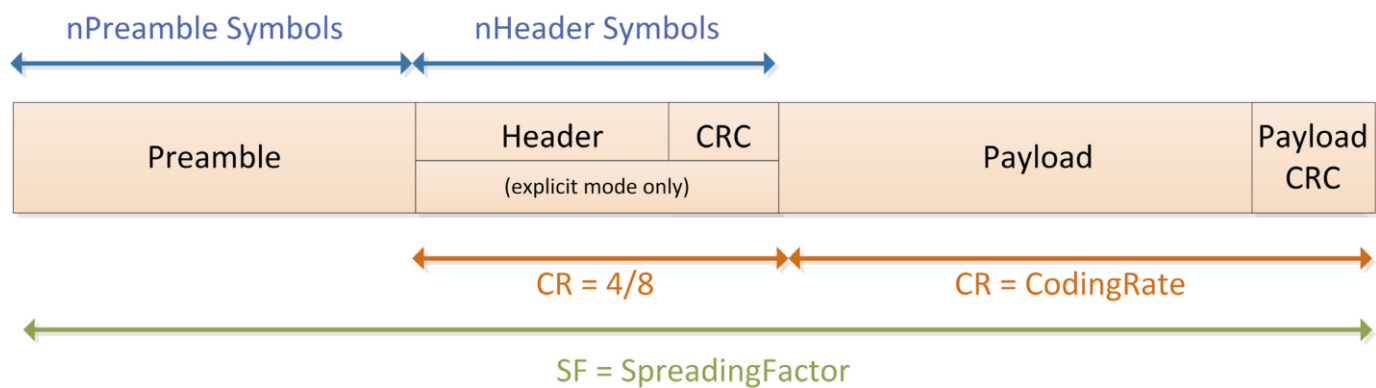 nPreamble Symbols
nHeader Symbols
Preamble
Header
CRC
(explicit mode only)
Payload
Payload
CRC
CR = 4/8
CR = CodingRate
SF = SpreadingFactor